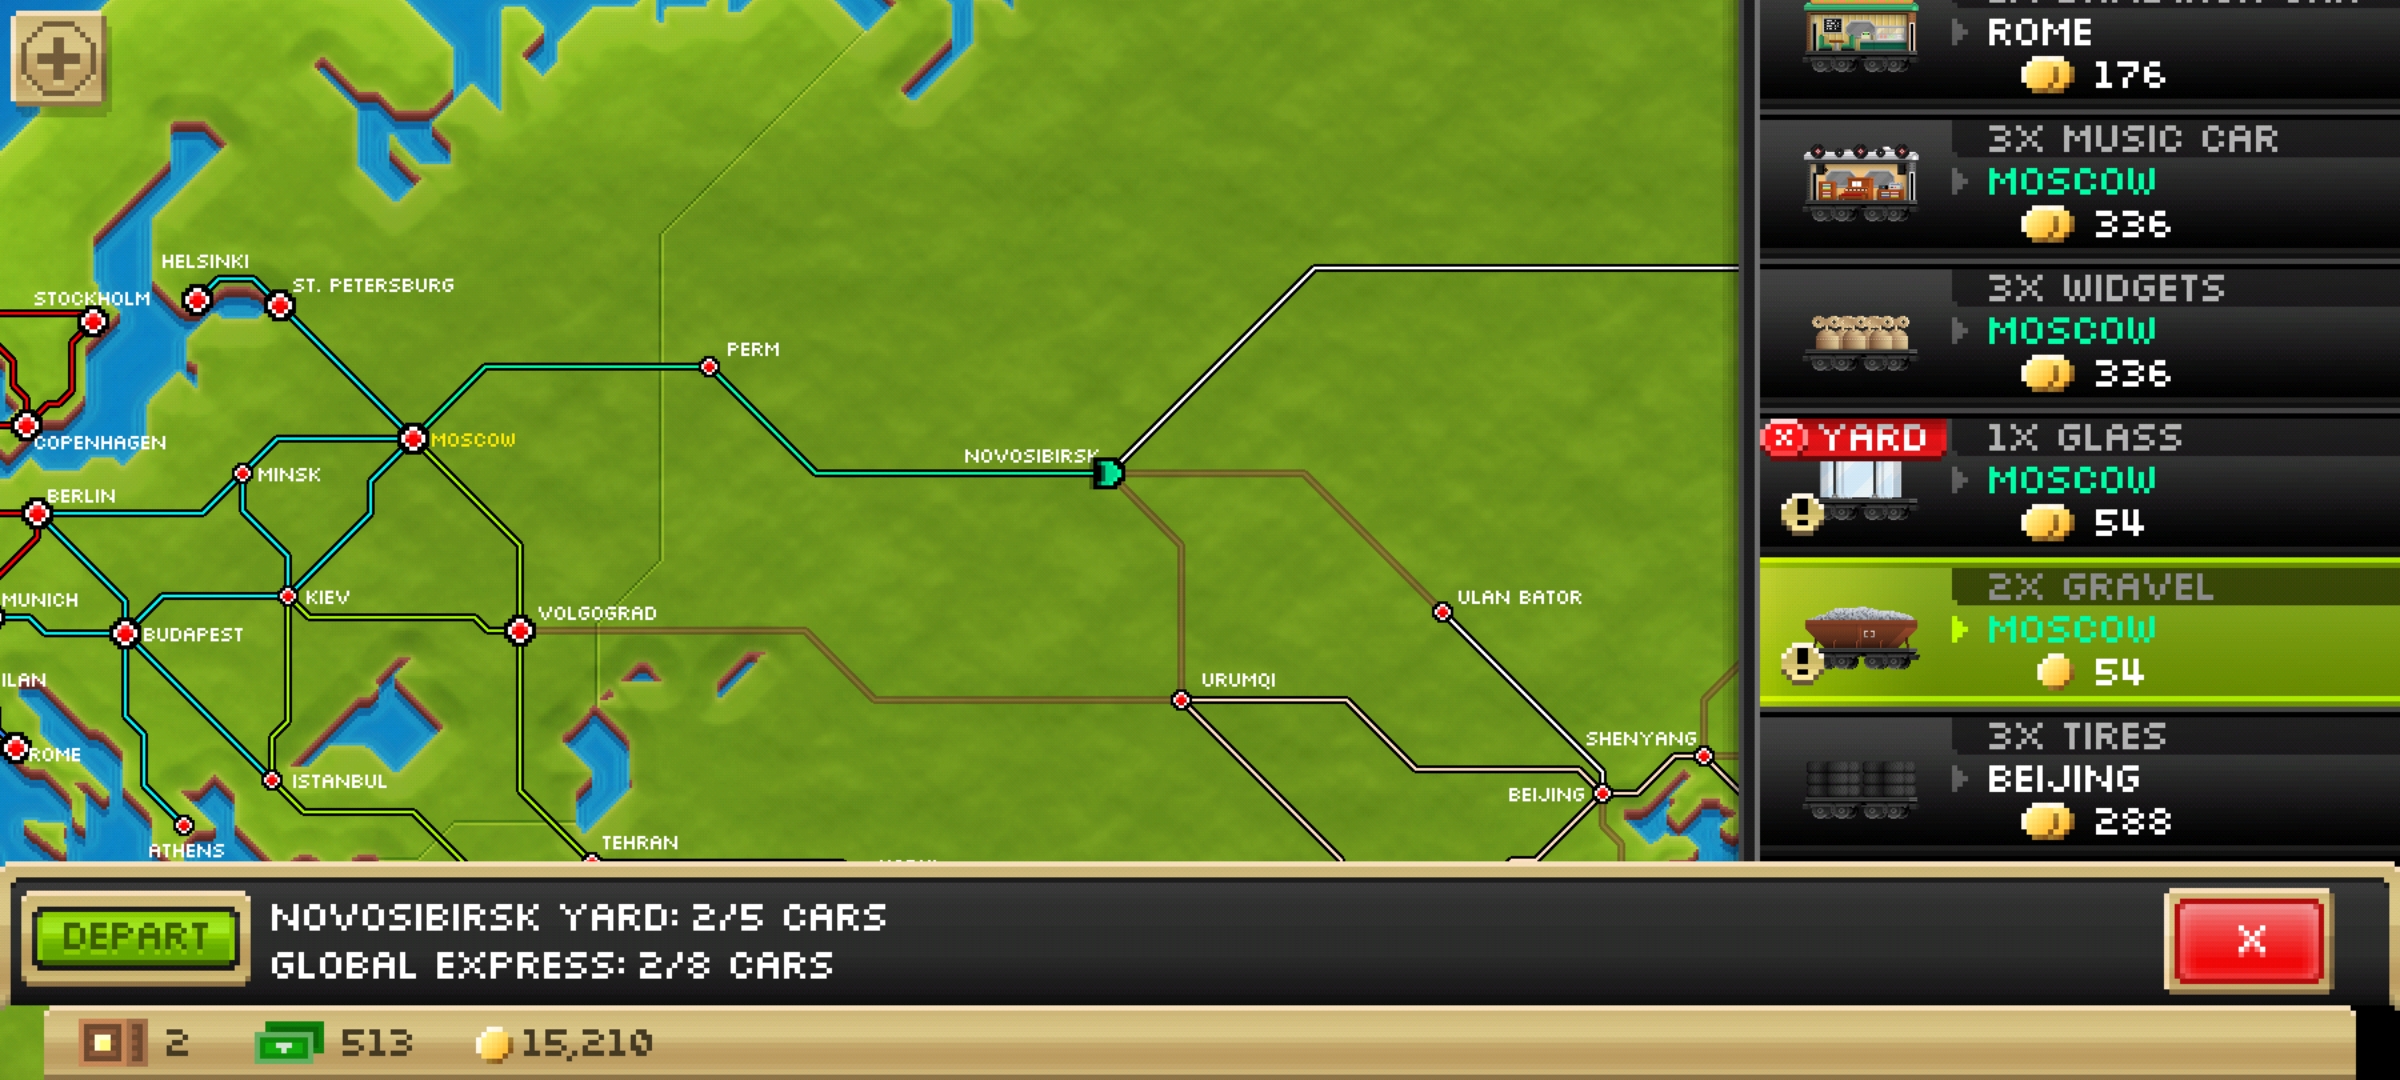 ROME
176
3X MUSIC CAR
MOSCOW
336
3X WIDGETS
MOSCOW
336
YARD
1X GLASS
MOSCOW
54
2X GRAVEL
MOSCOW
54
3X TIRES
BEIJING
288
HELSINKI
ST. PETERSBURG
STOCKHOLM
PERM
COPENHAGEN
MOSCOW
NOVOSIBIRSK
MINSK
BERLIN
MUNICH
KIEV
ULAN BATOR
VOLGOGRAD
BUDAPEST
ILAN
URUMQI
ROME
SHENYANG
ISTANBUL
BEIJING
TEHRAN
ATHENS
DEPART
NOVOSIBIRSK YARD: 2/5 CARS
GLOBAL EXPRESS: 2/8 CARS
X
2
513
15,210